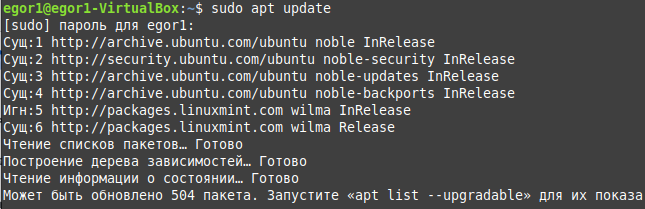 egor1@egor1-VirtualBox:~$ sudo apt update
[sudo] пароль для egor1:
Сущ:1 http://archive.ubuntu.com/ubuntu noble InRelease
Сущ:2 http://security.ubuntu.com/ubuntu noble-security InRelease
Сущ:3 http://archive.ubuntu.com/ubuntu noble-updates InRelease
Сущ:4 http://archive.ubuntu.com/ubuntu noble-backports InRelease
Игн:5 http://packages.linuxmint.com wilma InRelease
Сущ:6 http://packages.linuxmint.com wilma Release
Чтение списков пакетов… Готово
Построение дерева зависимостей… Готово
Чтение информации о состоянии… Готово
Может быть обновлено 504 пакета. Запустите «apt list --upgradable» для их показа